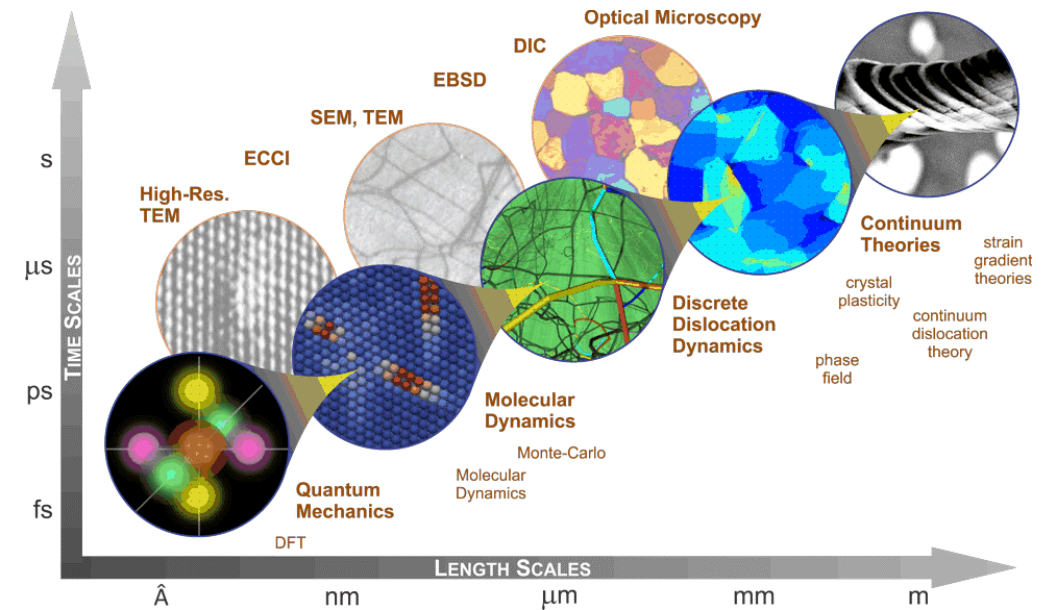 Optical Microscopy
DIC
EBSD
SEM, TEM
ECCI
High-Res.
TEM
s
μs
ps
fs
TIME SCALES
Continuum
Theories
strain
gradient
theories
crystal
plasticity
continuum
dislocation
theory
phase
field
Discrete
Dislocation
Dynamics
Molecular
Dynamics
Monte-Carlo
Molecular
Dynamics
Quantum
Mechanics
DFT
LENGTH SCALES
Â
nm
μm
mm
m